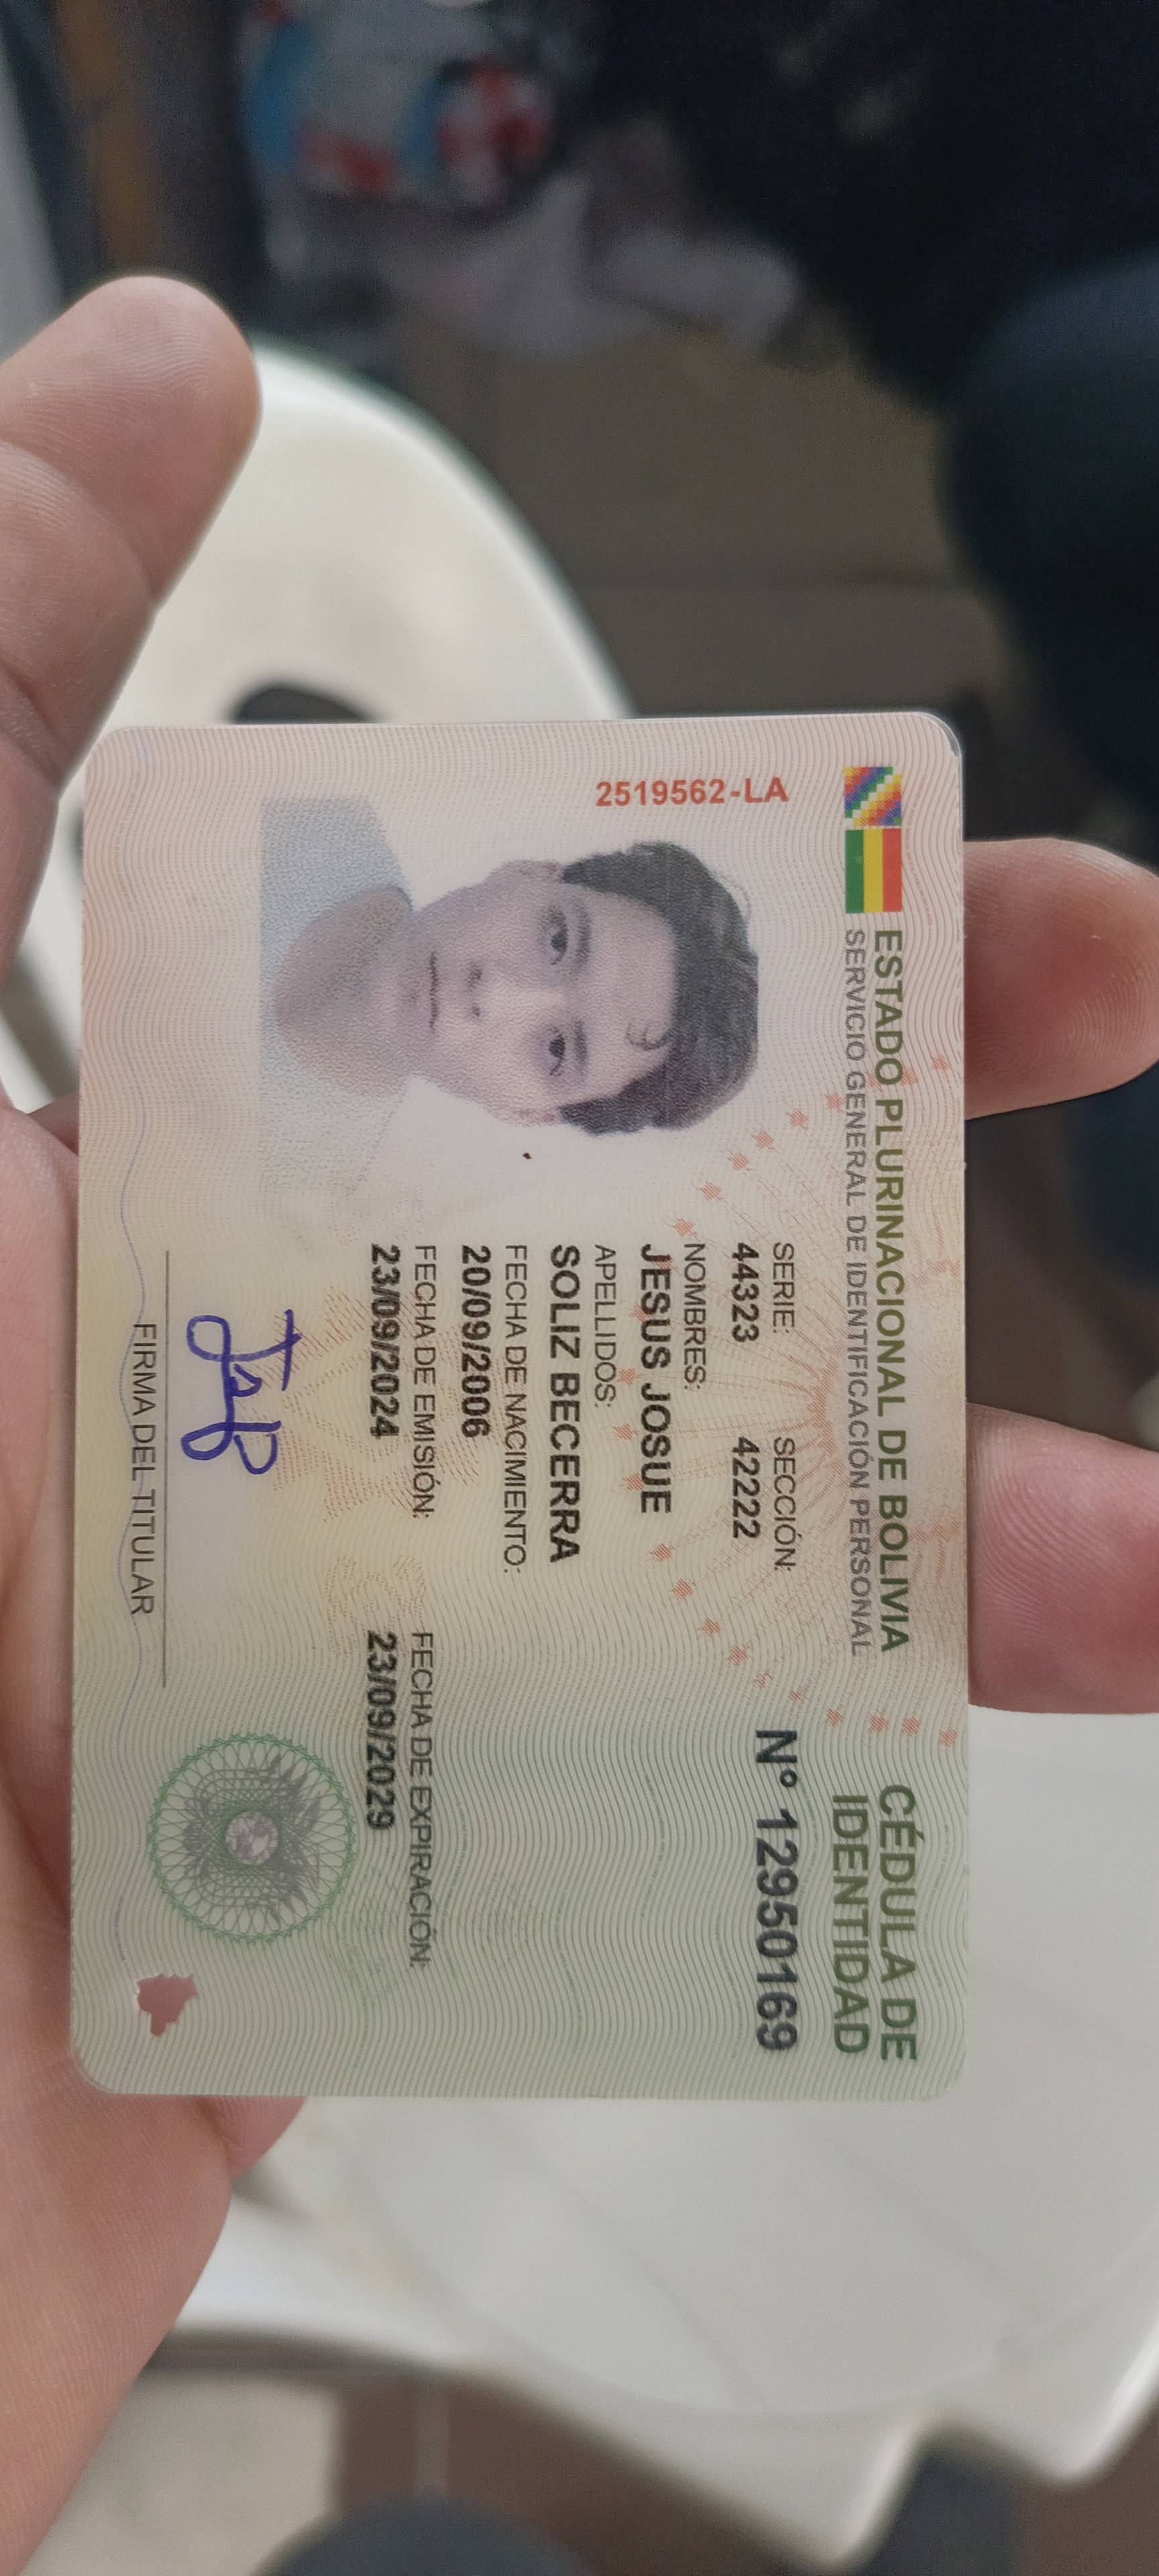 ESTADO PLURINACIONAL DE BOLIVIA
SERVICIO GENERAL DE IDENTIFICACIÓN PERSONAL
CÉDULA DE
IDENTIDAD
2519562-LA
Nº 12950169
SERIE: SECCIÓN:
44323 42222
NOMBRES:
JESUS JOSUE
APELLIDOS:
SOLIZ BECERRA
FECHA DE NACIMIENTO:
20/09/2006
FECHA DE EMISIÓN: FECHA DE EXPIRACIÓN:
23/09/2024 23/09/2029
FIRMA DEL TITULAR